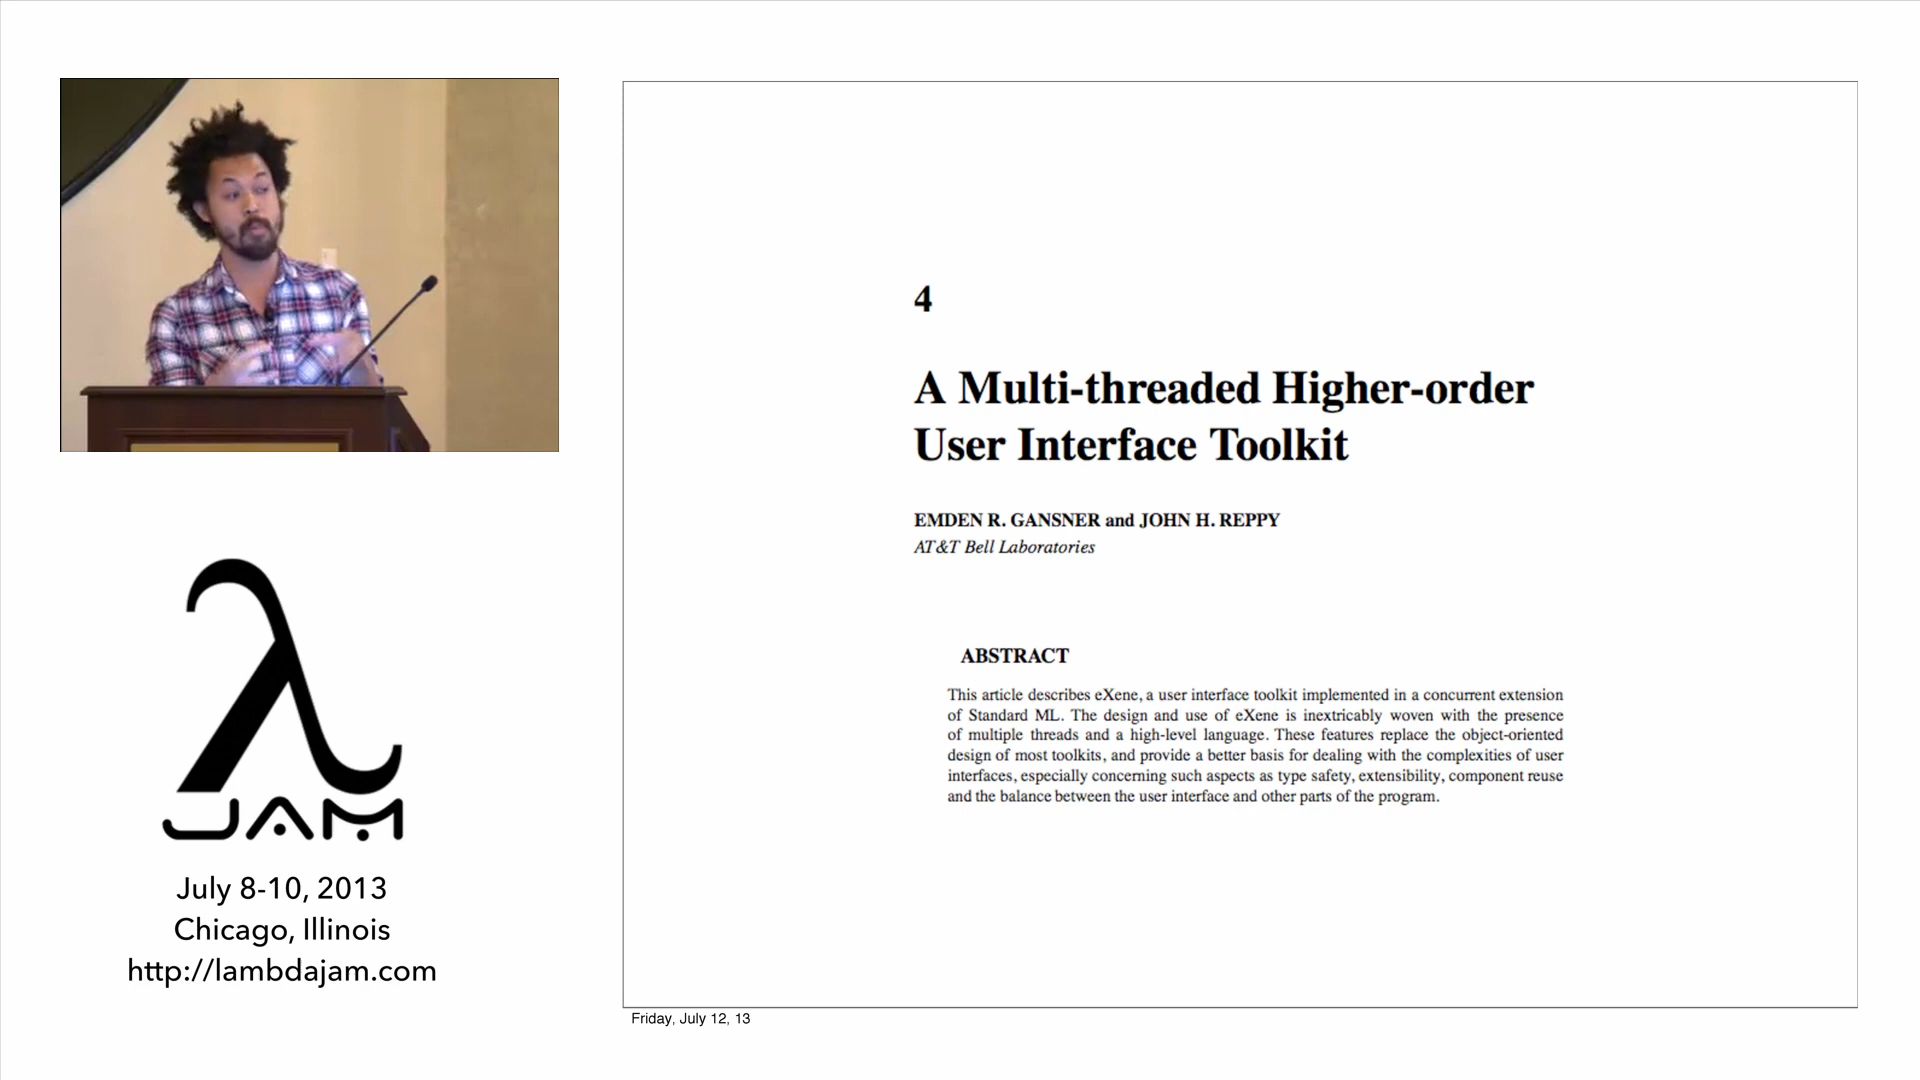 JAM
July 8-10, 2013
Chicago, Illinois
http://lambdajam.com
4
A Multi-threaded Higher-order
User Interface Toolkit
EMDEN R. GANSNER and JOHN H. REPPY
AT&T Bell Laboratories
ABSTRACT
This article describes eXene, a user interface toolkit implemented in a concurrent extension
of Standard ML. The design and use of eXene is inextricably woven with the presence
of multiple threads and a high-level language. These features replace the object-oriented
design of most toolkits, and provide a better basis for dealing with the complexities of user
interfaces, especially concerning such aspects as type safety, extensibility, component reuse
and the balance between the user interface and other parts of the program.
Friday, July 12, 13